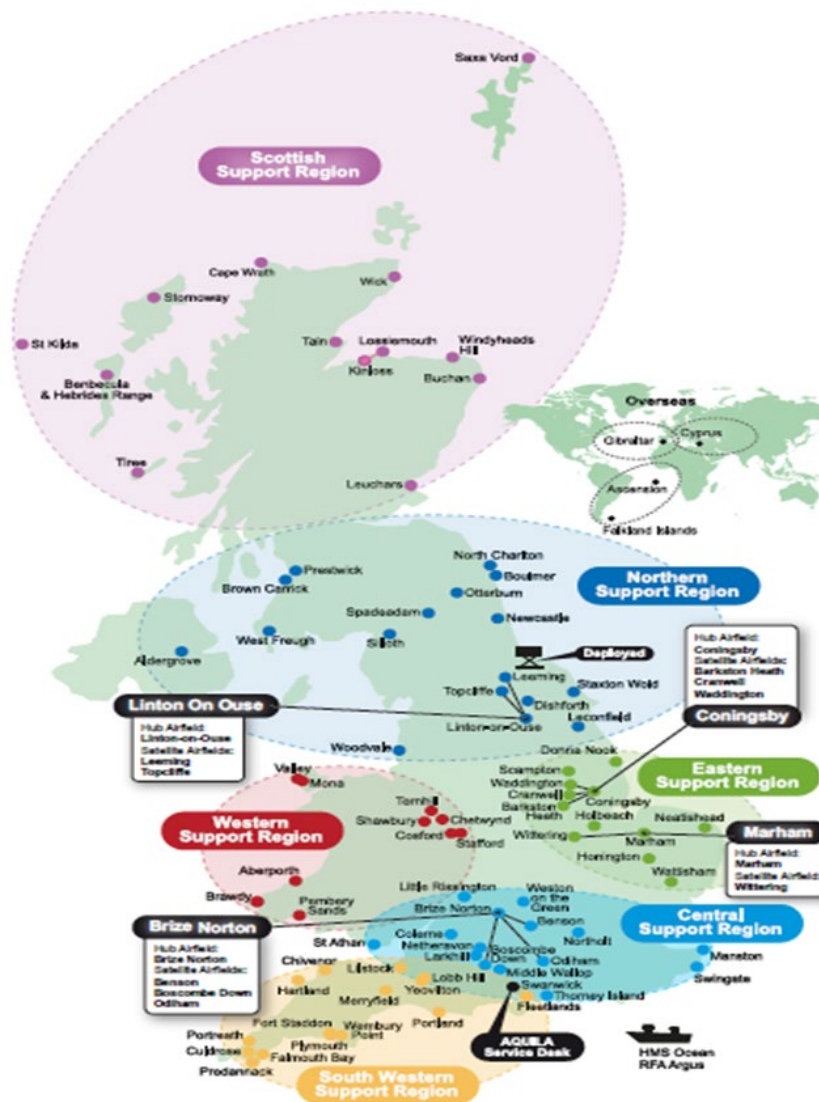 Saxa Vord
Scottish
Support Region
Cape Wrath
Wick
Stornoway
St Kilda
Tain
Lossiemouth
Windyheads
Hill
Kinloss
Buchan
Benbecula
& Hebrides Range
Tiree
Leuchars
Overseas
Gibraltar
Cyprus
Ascension
Falkland Islands
North Charlton
Prestwick
Boulmer
Brown Carrick
Otterburn
Northern
Support Region
Spadeadam
Newcastle
West Freugh
Silloth
Aldergrove
Deployed
Hub Airfield:
Coningsby
Satellite Airfields:
Barkston Heath
Cranwell
Waddington
Coningsby
Leeming
Topcliffe
Staxton Wold
Dishforth
Linton-on-Ouse
Leconfield
Linton On Ouse
Hub Airfield:
Linton-on-Ouse
Satellite Airfields:
Leeming
Topcliffe
Woodvale
Donna Nook
Valley
Mona
Scampton
Waddington
Cranwell
Barkston
Heath
Coningsby
Holbeach
Eastern
Support Region
Neatishead
Western
Support Region
Ternhill
Shawbury
Chetwynd
Cosford
Stafford
Wittering
Marham
Honington
Wattisham
Marham
Hub Airfield:
Marham
Satellite Airfield:
Wittering
Aberporth
Brawdy
Pembrey
Sands
Little Rissington
Weston
on the
Green
Brize Norton
Benson
Central
Support Region
Brize Norton
Hub Airfield:
Brize Norton
Satellite Airfields:
Benson
Boscombe Down
Odiham
St Athan
Colerne
Netheravon
Larkhill
Boscombe
Down
Northolt
Odiham
Middle Wallop
Manston
Swingate
Chivenor
Lilstock
Lobb Hill
Yeovilton
Swanwick
Thorney Island
Fleetlands
Hartland
Merryfield
Portland
Fort Staddon
Wembury
Point
Plymouth
Portreath
Culdrose
Falmouth Bay
Predannack
AQUILA
Service Desk
HMS Ocean
RFA Argus
South Western
Support Region